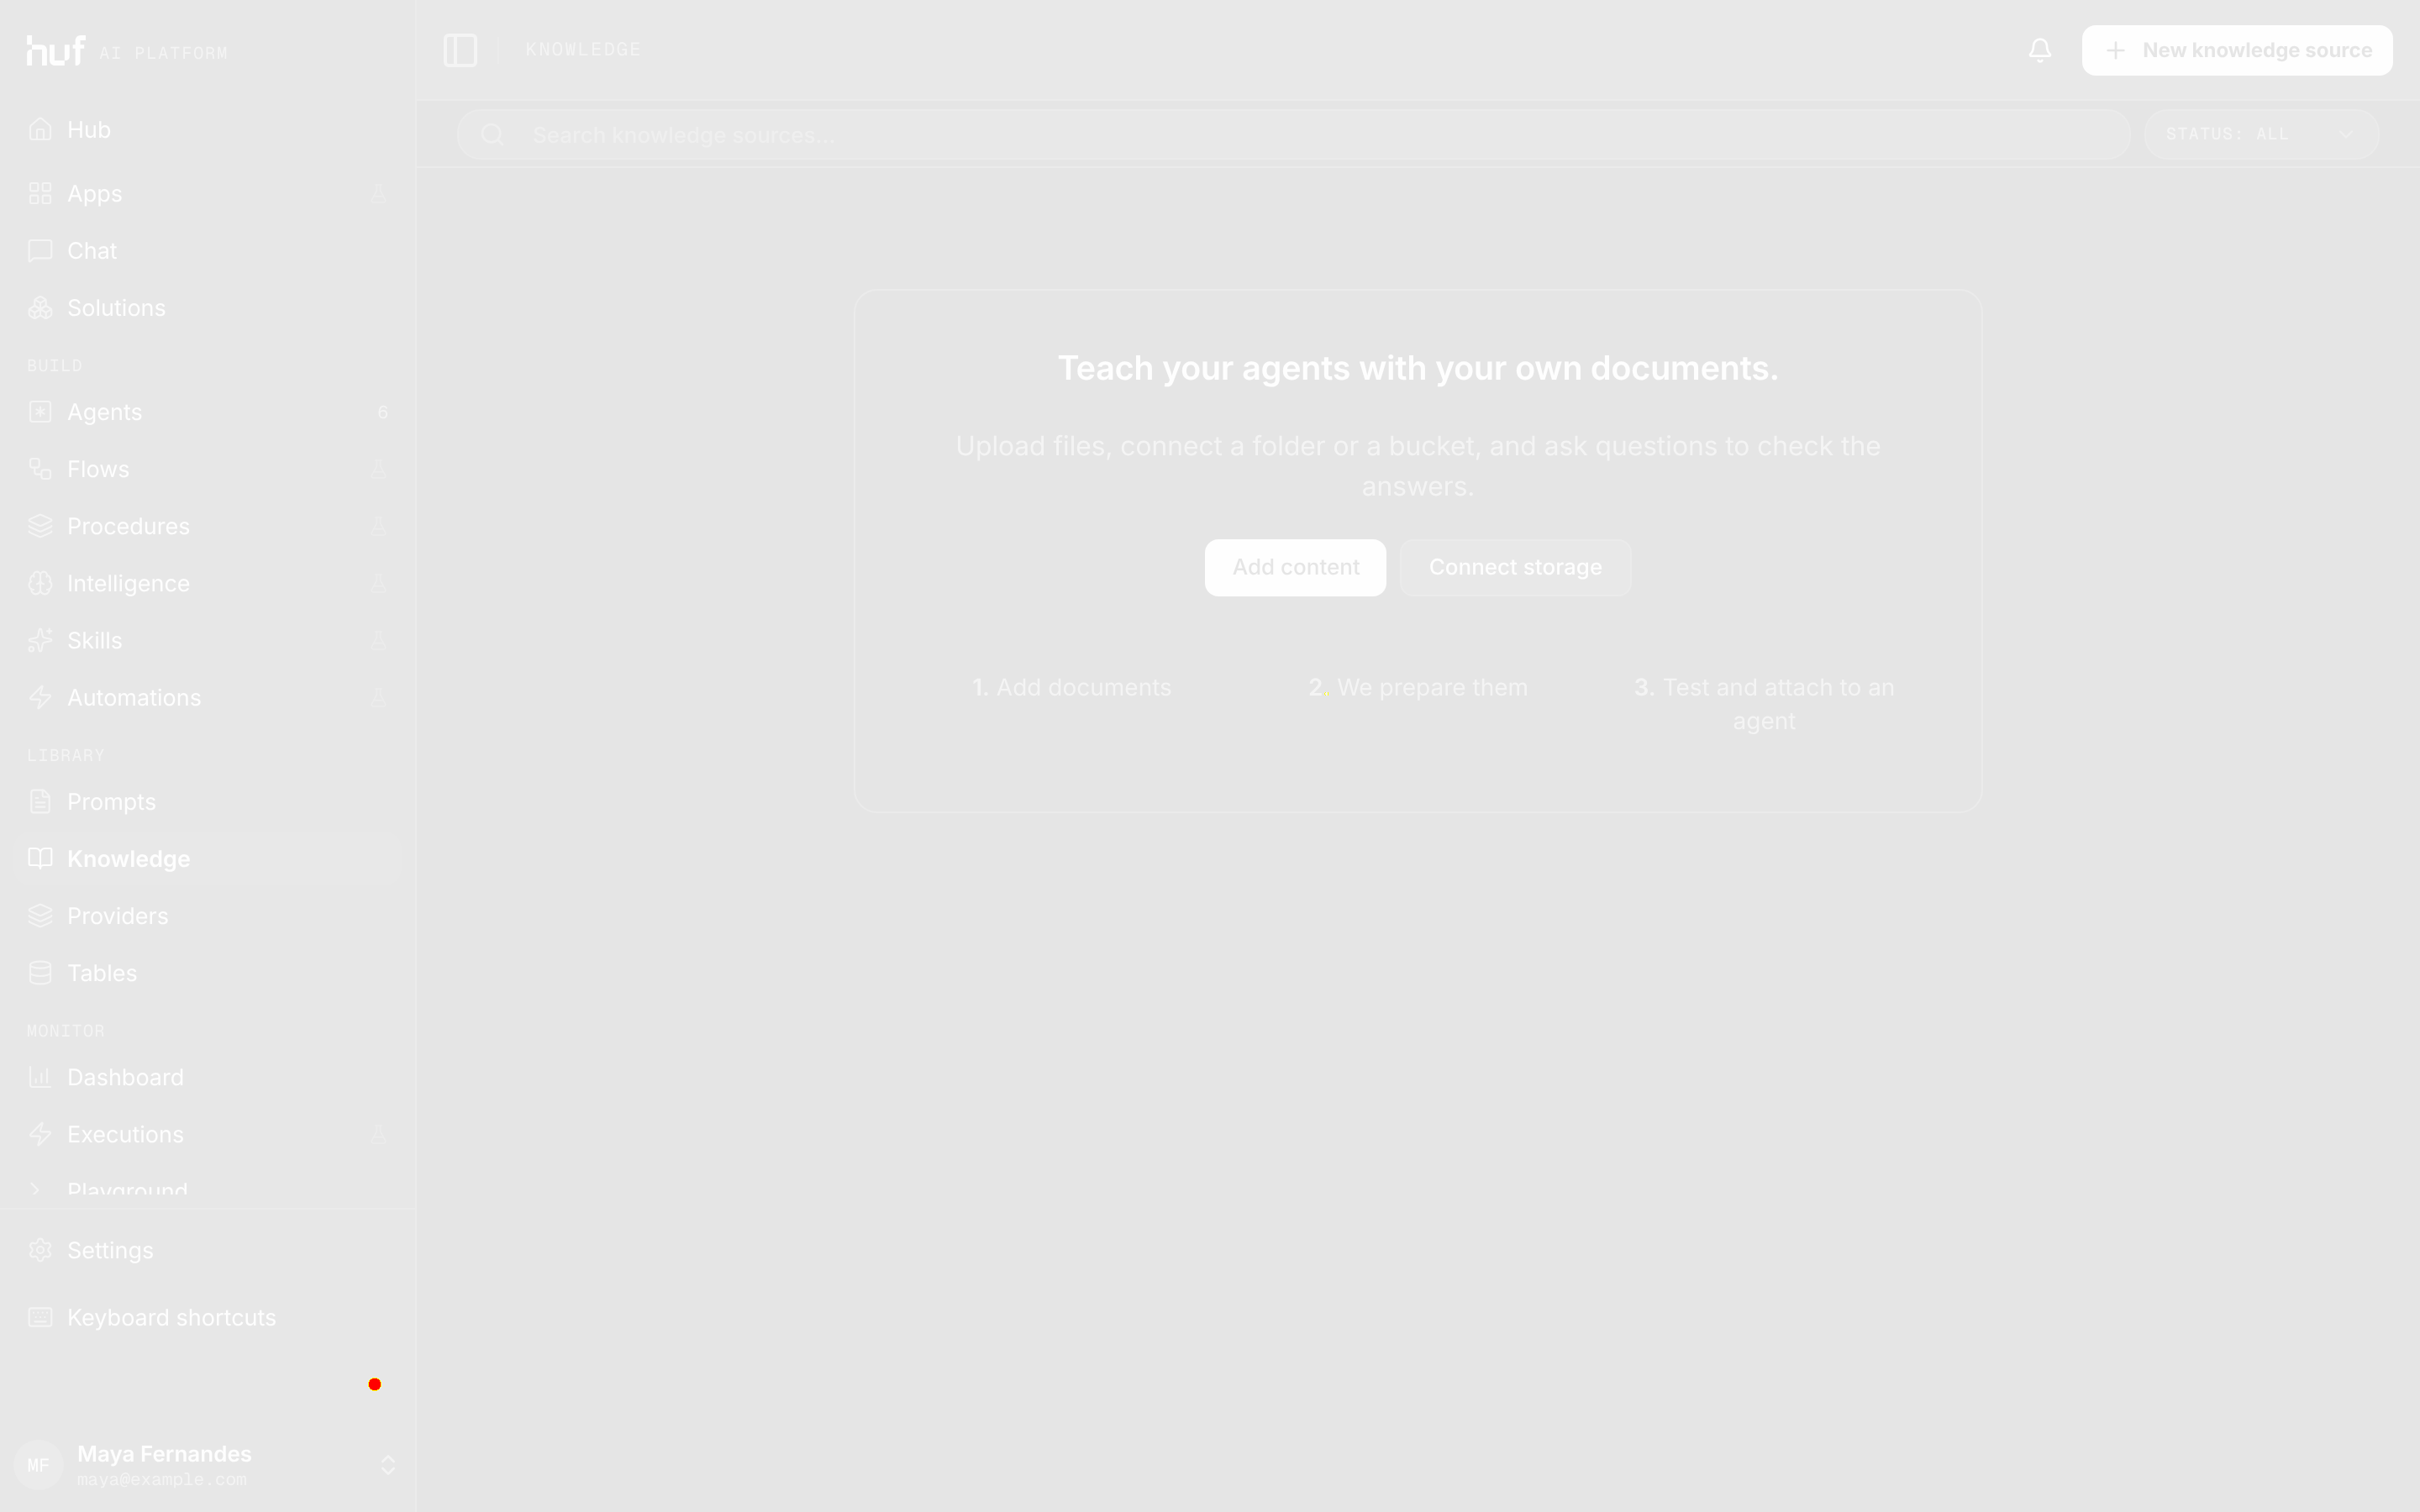 huf AI PLATFORM
KNOWLEDGE
New knowledge source
Search knowledge sources...
STATUS: ALL
Hub
Apps
Chat
Solutions
BUILD
Agents 6
Flows
Procedures
Intelligence
Skills
Automations
LIBRARY
Prompts
Knowledge
Providers
Tables
MONITOR
Dashboard
Executions
Playground
Settings
Keyboard shortcuts
MF
Maya Fernandes
maya@example.com
Teach your agents with your own documents.
Upload files, connect a folder or a bucket, and ask questions to check the
answers.
Add content
Connect storage
1. Add documents
2. We prepare them
3. Test and attach to an
agent